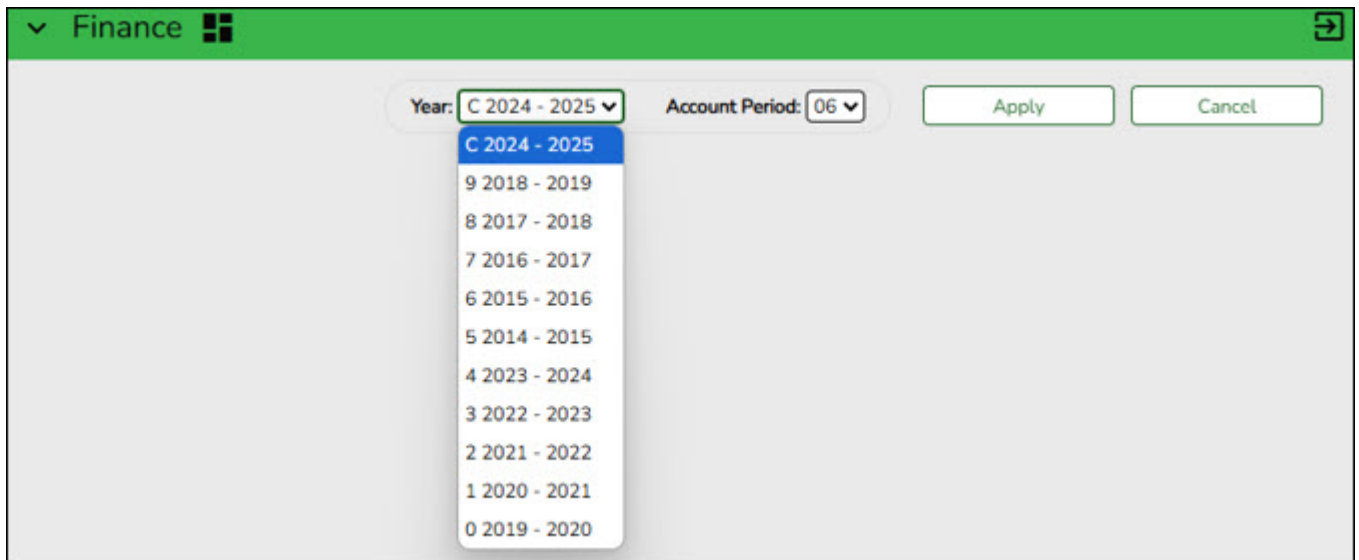 Finance
Year: C 2024 - 2025 Account Period: 06 Apply Cancel
C 2024 - 2025
9 2018 - 2019
8 2017 - 2018
7 2016 - 2017
6 2015 - 2016
5 2014 - 2015
4 2023 - 2024
3 2022 - 2023
2 2021 - 2022
1 2020 - 2021
0 2019 - 2020